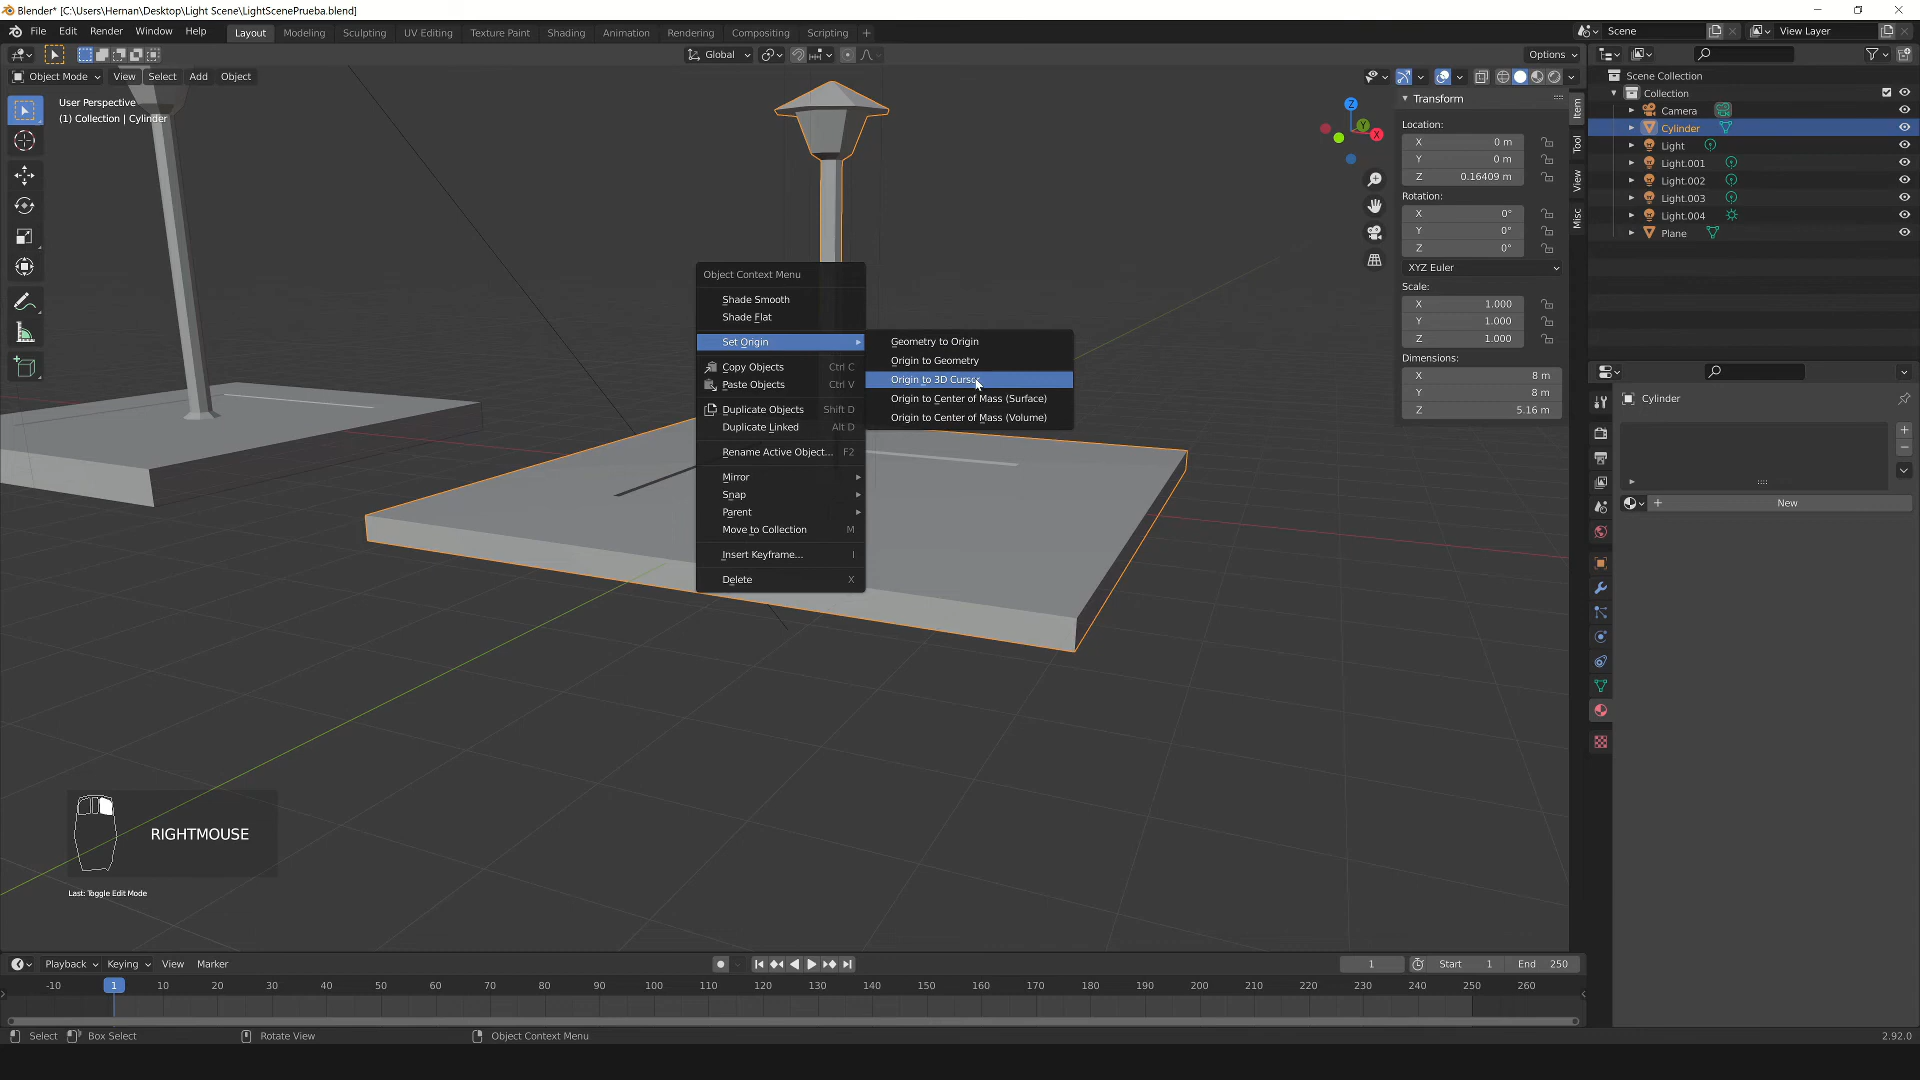 Blender* [C:\Users\Hernan\Desktop\Light Scene\LightScenePrueba.blend]
File Edit Render Window Help Layout Modeling Sculpting UV Editing Texture Paint Shading Animation Rendering Compositing Scripting + Scene View Layer
Global Options
Object Mode View Select Add Object
User Perspective
(1) Collection | Cylinder
Z
Y
X
Transform
Location:
X 0 m
Y 0 m
Z 0.16409 m
Rotation:
X 0°
Y 0°
Z 0°
XYZ Euler
Scale:
X 1.000
Y 1.000
Z 1.000
Dimensions:
X 8 m
Y 8 m
Z 5.16 m
Item
Tool
View
Misc
Scene Collection
Collection
Camera
Cylinder
Light
Light.001
Light.002
Light.003
Light.004
Plane
Cylinder
New
Object Context Menu
Shade Smooth
Shade Flat
Set Origin
Copy Objects Ctrl C
Paste Objects Ctrl V
Duplicate Objects Shift D
Duplicate Linked Alt D
Rename Active Object... F2
Mirror
Snap
Parent
Move to Collection M
Insert Keyframe... I
Delete X
Geometry to Origin
Origin to Geometry
Origin to 3D Cursor
Origin to Center of Mass (Surface)
Origin to Center of Mass (Volume)
RIGHTMOUSE
Last: Toggle Edit Mode
Playback Keying View Marker 1 Start 1 End 250
-10 1 10 20 30 40 50 60 70 80 90 100 110 120 130 140 150 160 170 180 190 200 210 220 230 240 250 260
Select Box Select Rotate View Object Context Menu 2.92.0